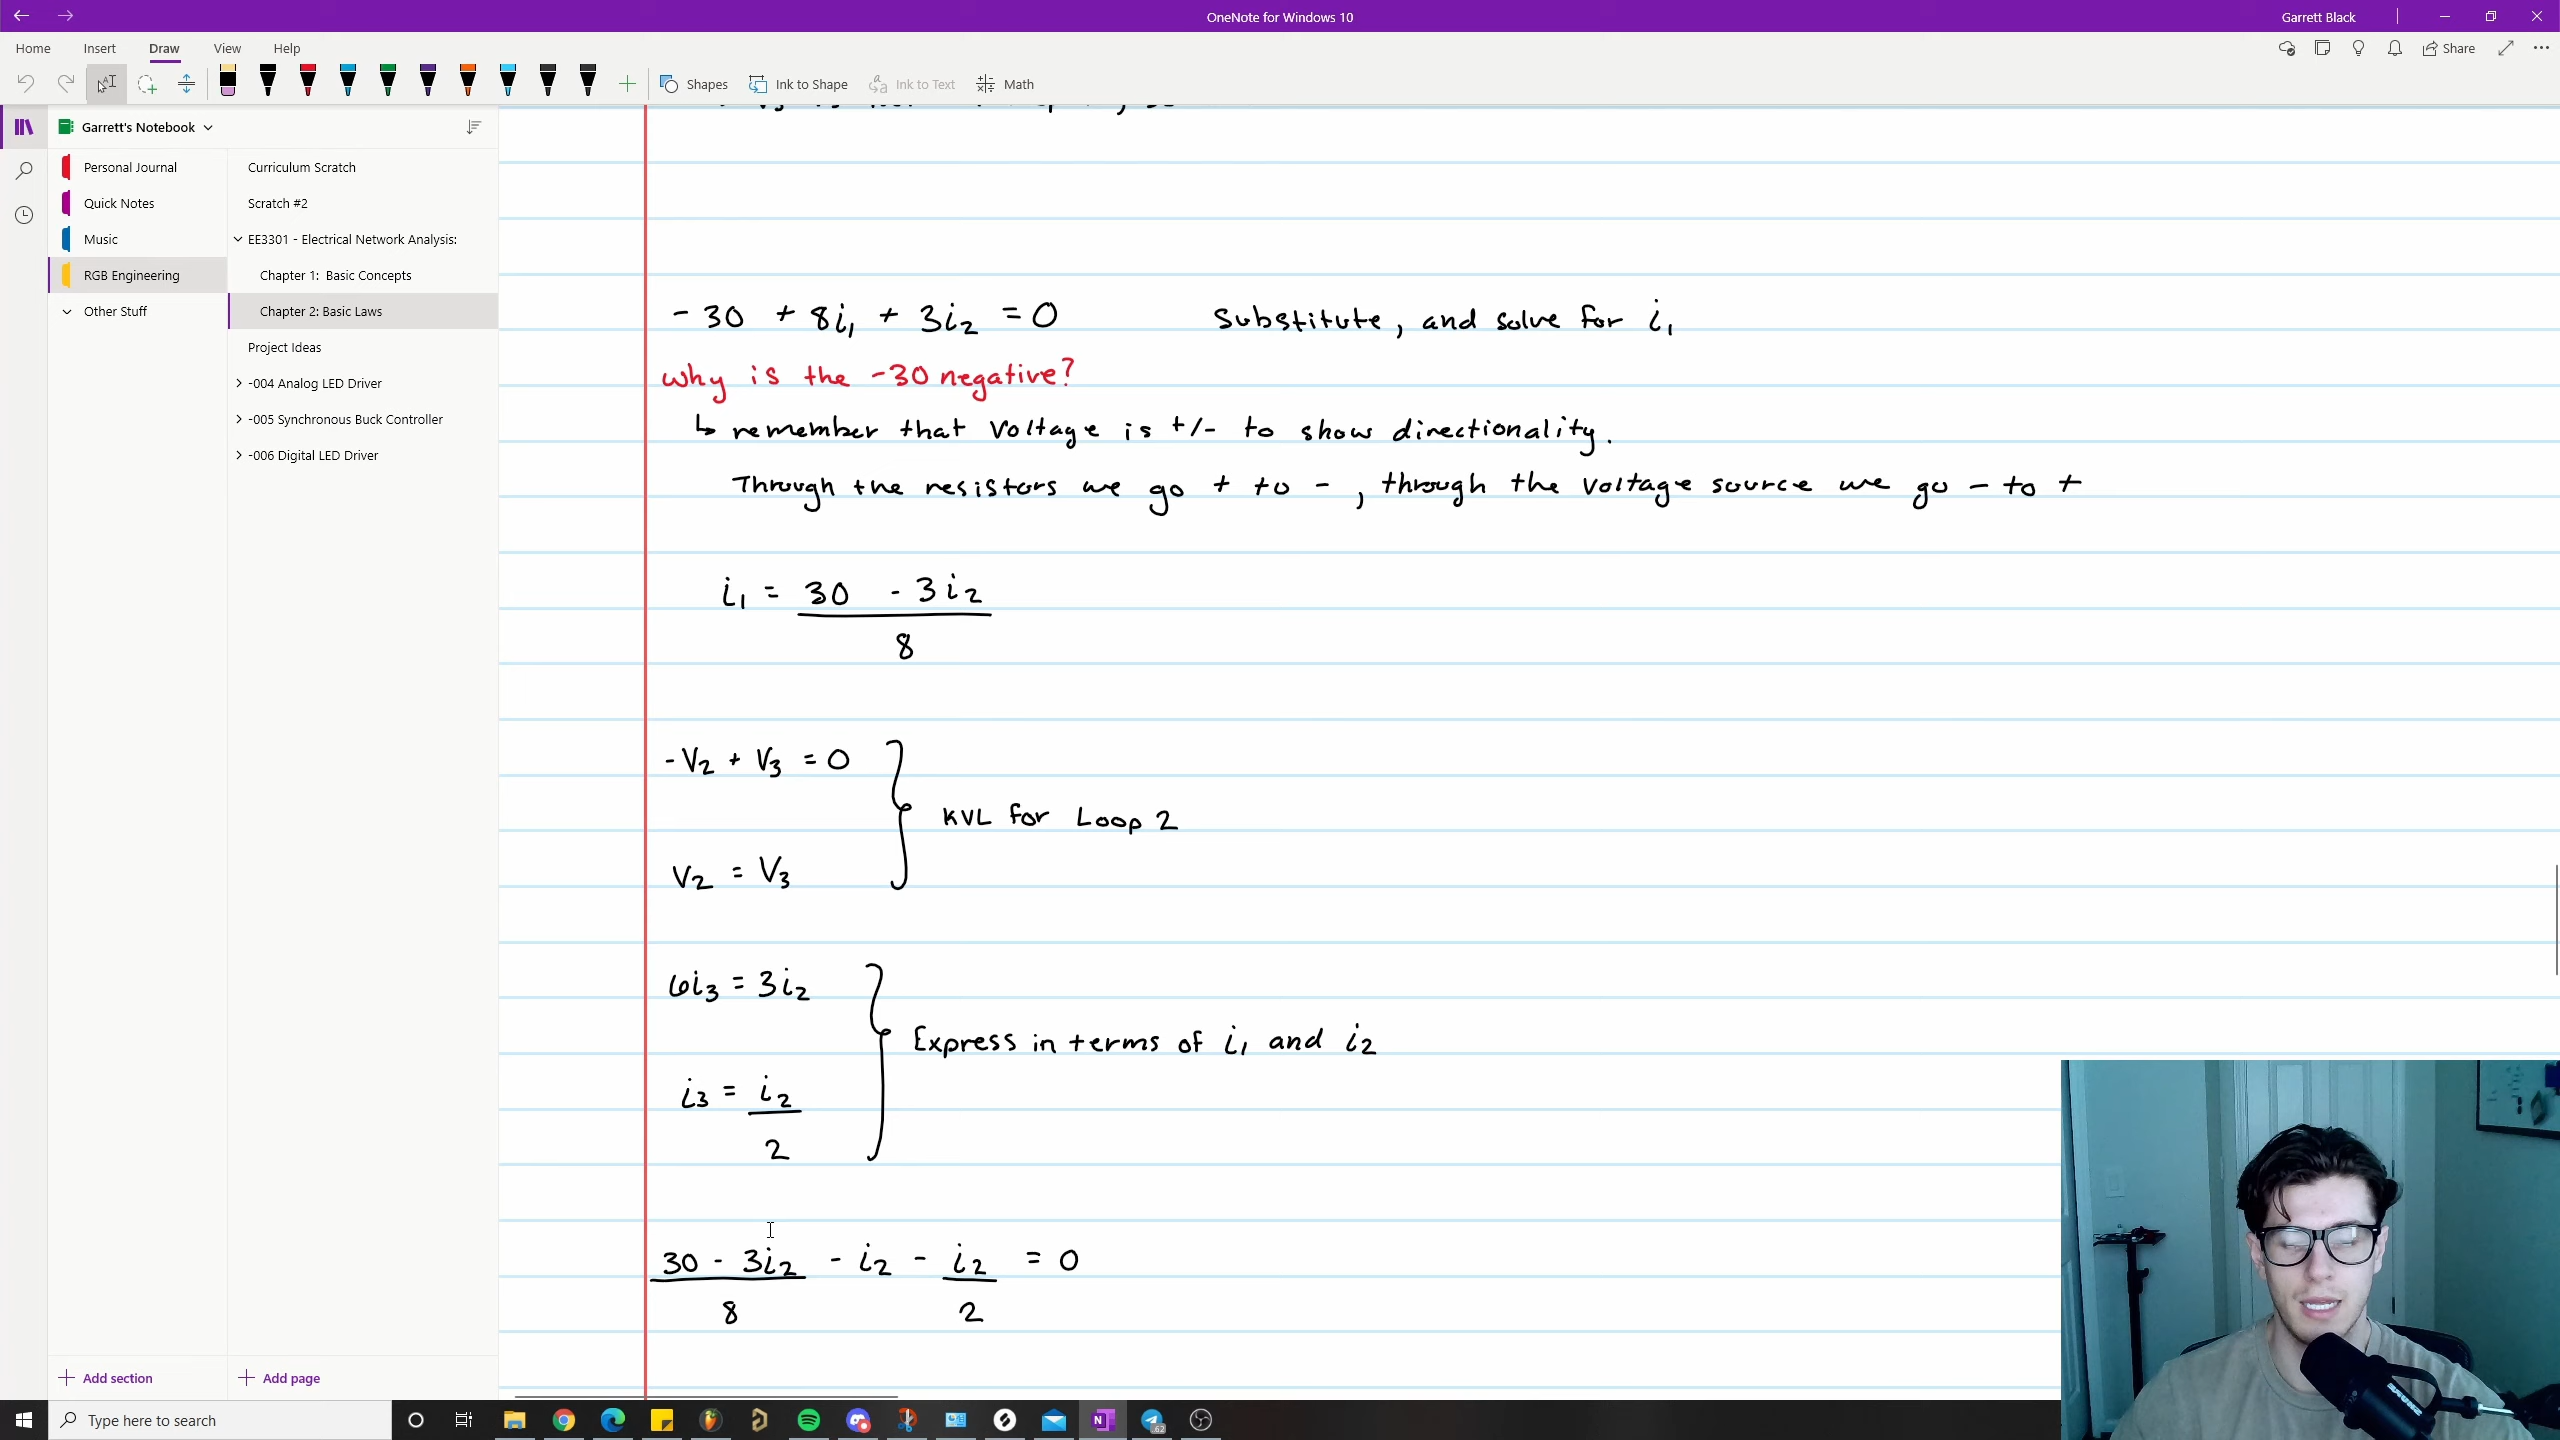 OneNote for Windows 10
Garrett Black
Home Insert Draw View Help
Share
Shapes
Ink to Shape
Ink to Text
Math
Garrett's Notebook
Personal Journal
Quick Notes
Music
RGB Engineering
Other Stuff
Curriculum Scratch
Scratch #2
EE3301 - Electrical Network Analysis:
Chapter 1: Basic Concepts
Chapter 2: Basic Laws
Project Ideas
-004 Analog LED Driver
-005 Synchronous Buck Controller
-006 Digital LED Driver
Add section
Add page
-30 + 8i₁ + 3i₂ = 0 Substitute, and solve for i₁
Why is the -30 negative?
↳ remember that Voltage is +/- to show directionality.
Through the resistors we go + to -, through the voltage source we go - to +
i₁ = 30 - 3i₂
8
-V₂ + V₃ = 0
KVL for Loop 2
V₂ = V₃
6i₃ = 3i₂
Express in terms of i₁ and i₂
i₃ = i₂
2
30 - 3i₂ - i₂ - i₂ = 0
8 2
Type here to search